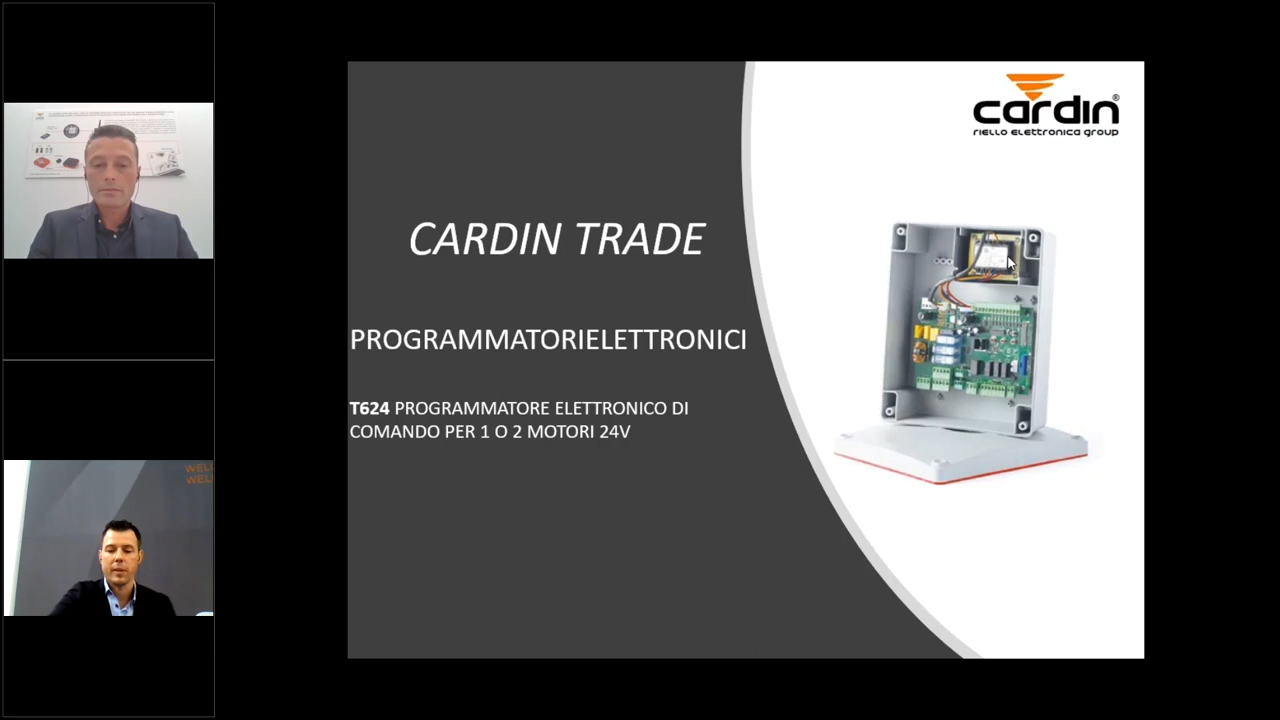 cardin®
riello elettronica group
CARDIN TRADE
PROGRAMMATORIELETTRONICI
T624 PROGRAMMATORE ELETTRONICO DI
COMANDO PER 1 O 2 MOTORI 24V